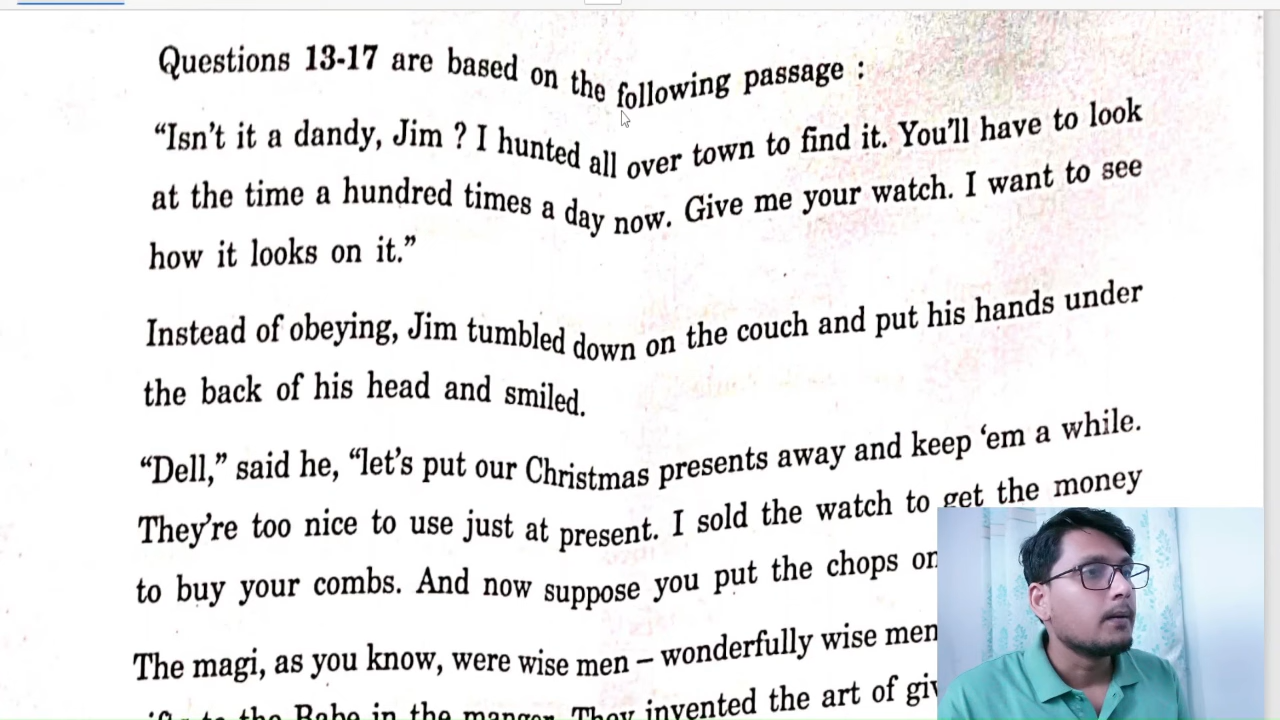 Questions 13-17 are based on the following passage :
“Isn’t it a dandy, Jim ? I hunted all over town to find it. You’ll have to look
at the time a hundred times a day now. Give me your watch. I want to see
how it looks on it.”
Instead of obeying, Jim tumbled down on the couch and put his hands under
the back of his head and smiled.
“Dell,” said he, “let’s put our Christmas presents away and keep ‘em a while.
They’re too nice to use just at present. I sold the watch to get the money
to buy your combs. And now suppose you put the chops on
The magi, as you know, were wise men – wonderfully wise men
to the Babe in the manger. They invented the art of